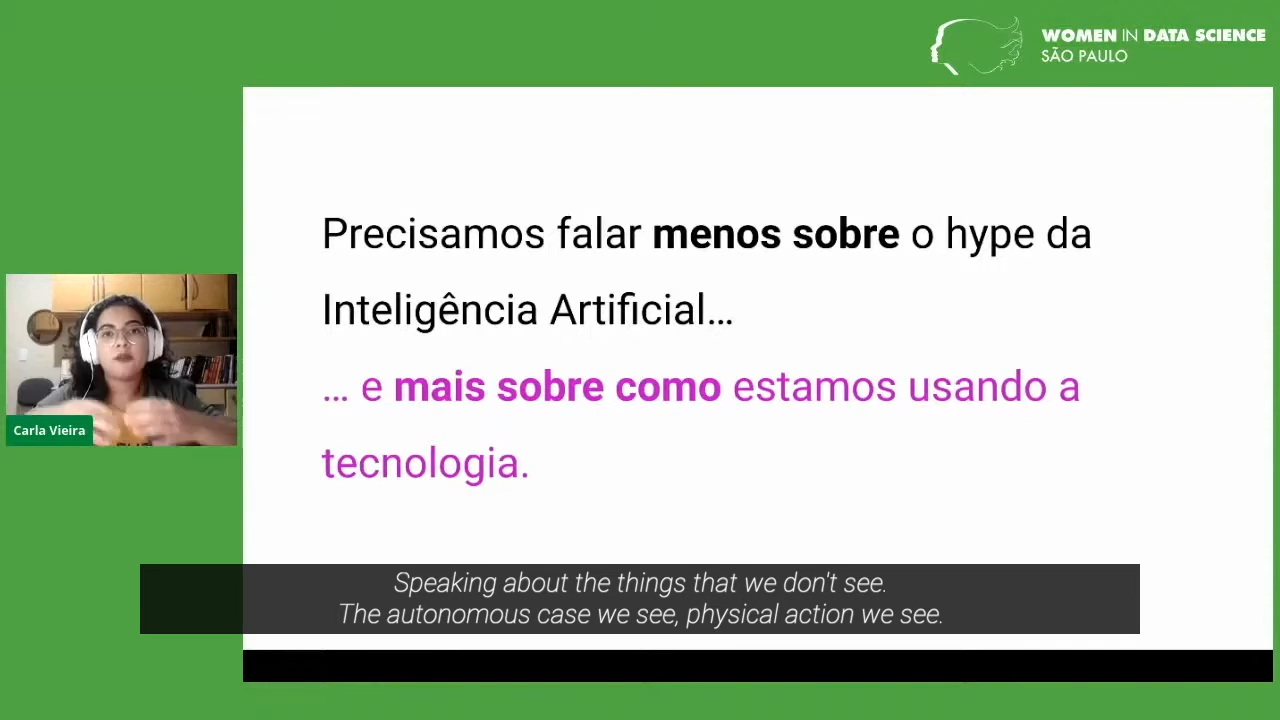 WOMEN IN DATA SCIENCE
SÃO PAULO
Precisamos falar menos sobre o hype da
Inteligência Artificial...
... e mais sobre como estamos usando a
tecnologia.
Carla Vieira
Speaking about the things that we don't see.
The autonomous case we see, physical action we see.